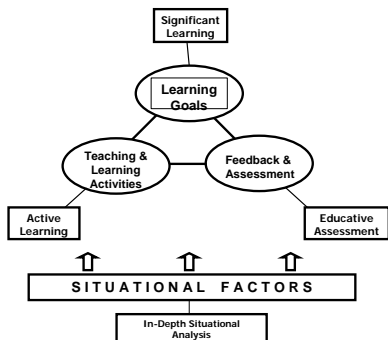 Significant
Learning
Learning
Goals
Teaching &
Learning
Activities
Feedback &
Assessment
Active
Learning
Educative
Assessment
SITUATIONAL FACTORS
In-Depth Situational
Analysis